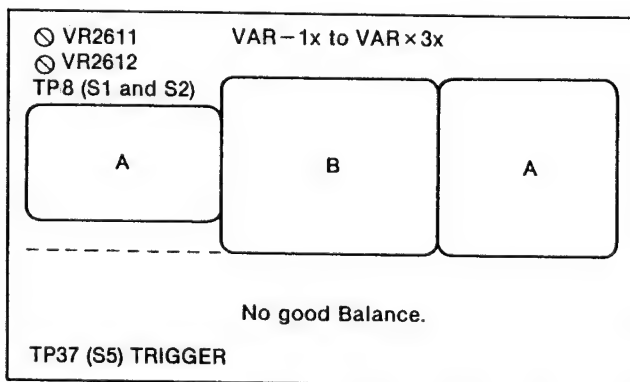 ⃠ VR2611 VAR−1x to VAR×3x
⃠ VR2612
TP8 (S1 and S2)
A B A
No good Balance.
TP37 (S5) TRIGGER